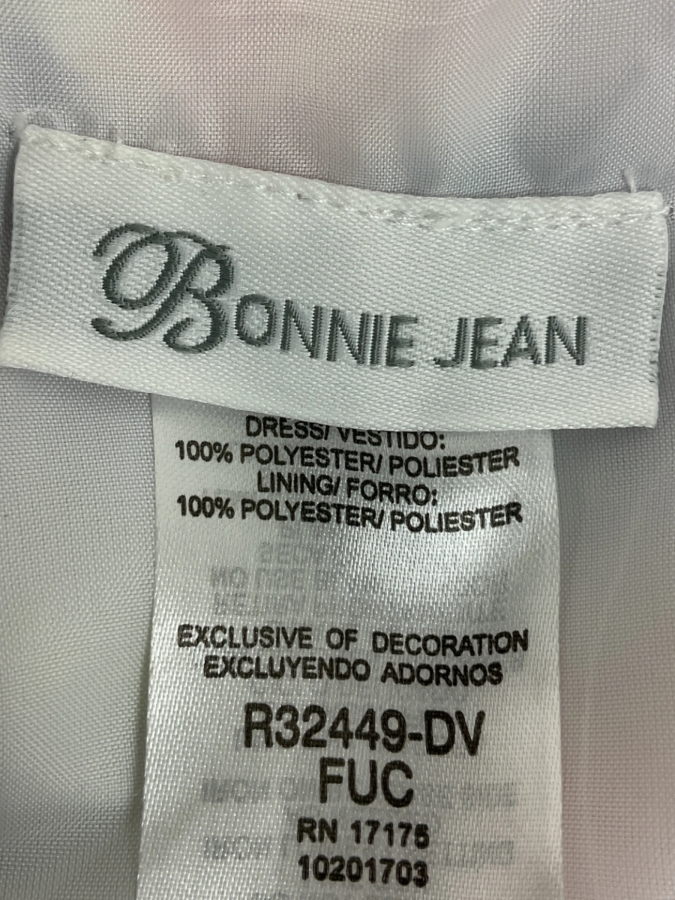 BONNIE JEAN
DRESS/ VESTIDO:
100% POLYESTER/ POLIESTER
LINING/ FORRO:
100% POLYESTER/ POLIESTER
EXCLUSIVE OF DECORATION
EXCLUYENDO ADORNOS
R32449-DV
FUC
RN 17175
10201703